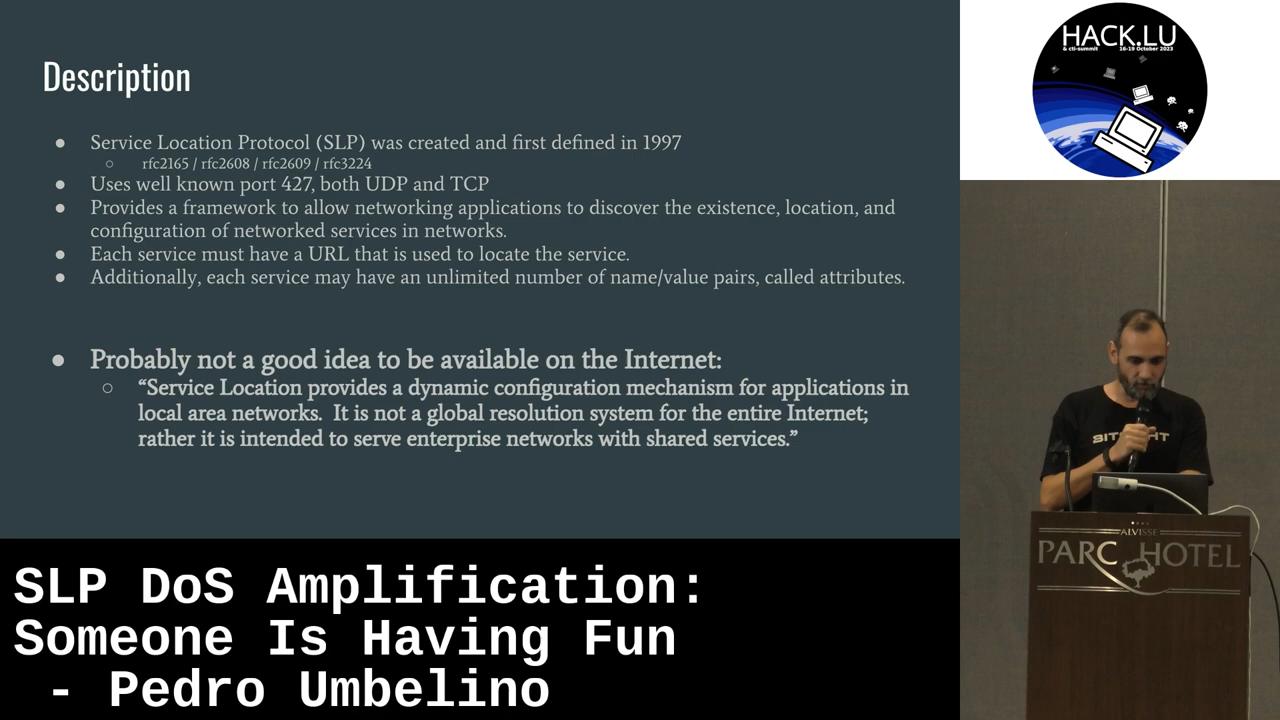 Description
● Service Location Protocol (SLP) was created and first defined in 1997
○ rfc2165 / rfc2608 / rfc2609 / rfc3224
● Uses well known port 427, both UDP and TCP
● Provides a framework to allow networking applications to discover the existence, location, and
configuration of networked services in networks.
● Each service must have a URL that is used to locate the service.
● Additionally, each service may have an unlimited number of name/value pairs, called attributes.
● Probably not a good idea to be available on the Internet:
○ “Service Location provides a dynamic configuration mechanism for applications in
local area networks.  It is not a global resolution system for the entire Internet;
rather it is intended to serve enterprise networks with shared services.”
SLP DoS Amplification:
Someone Is Having Fun
- Pedro Umbelino
HACK.LU
& cti-summit 16-19 October 2023
ALVISSE
PARC HOTEL